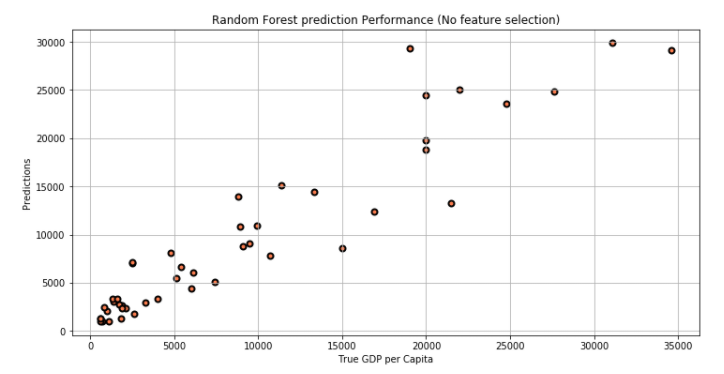 Random Forest prediction Performance (No feature selection)
30000
25000
20000
15000
10000
5000
0
Predictions
0 5000 10000 15000 20000 25000 30000 35000
True GDP per Capita